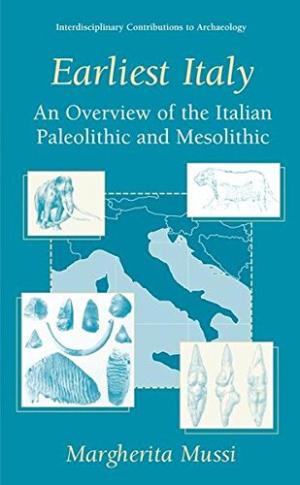 Interdisciplinary Contributions to Archaeology
Earliest Italy
An Overview of the Italian
Paleolithic and Mesolithic
Margherita Mussi